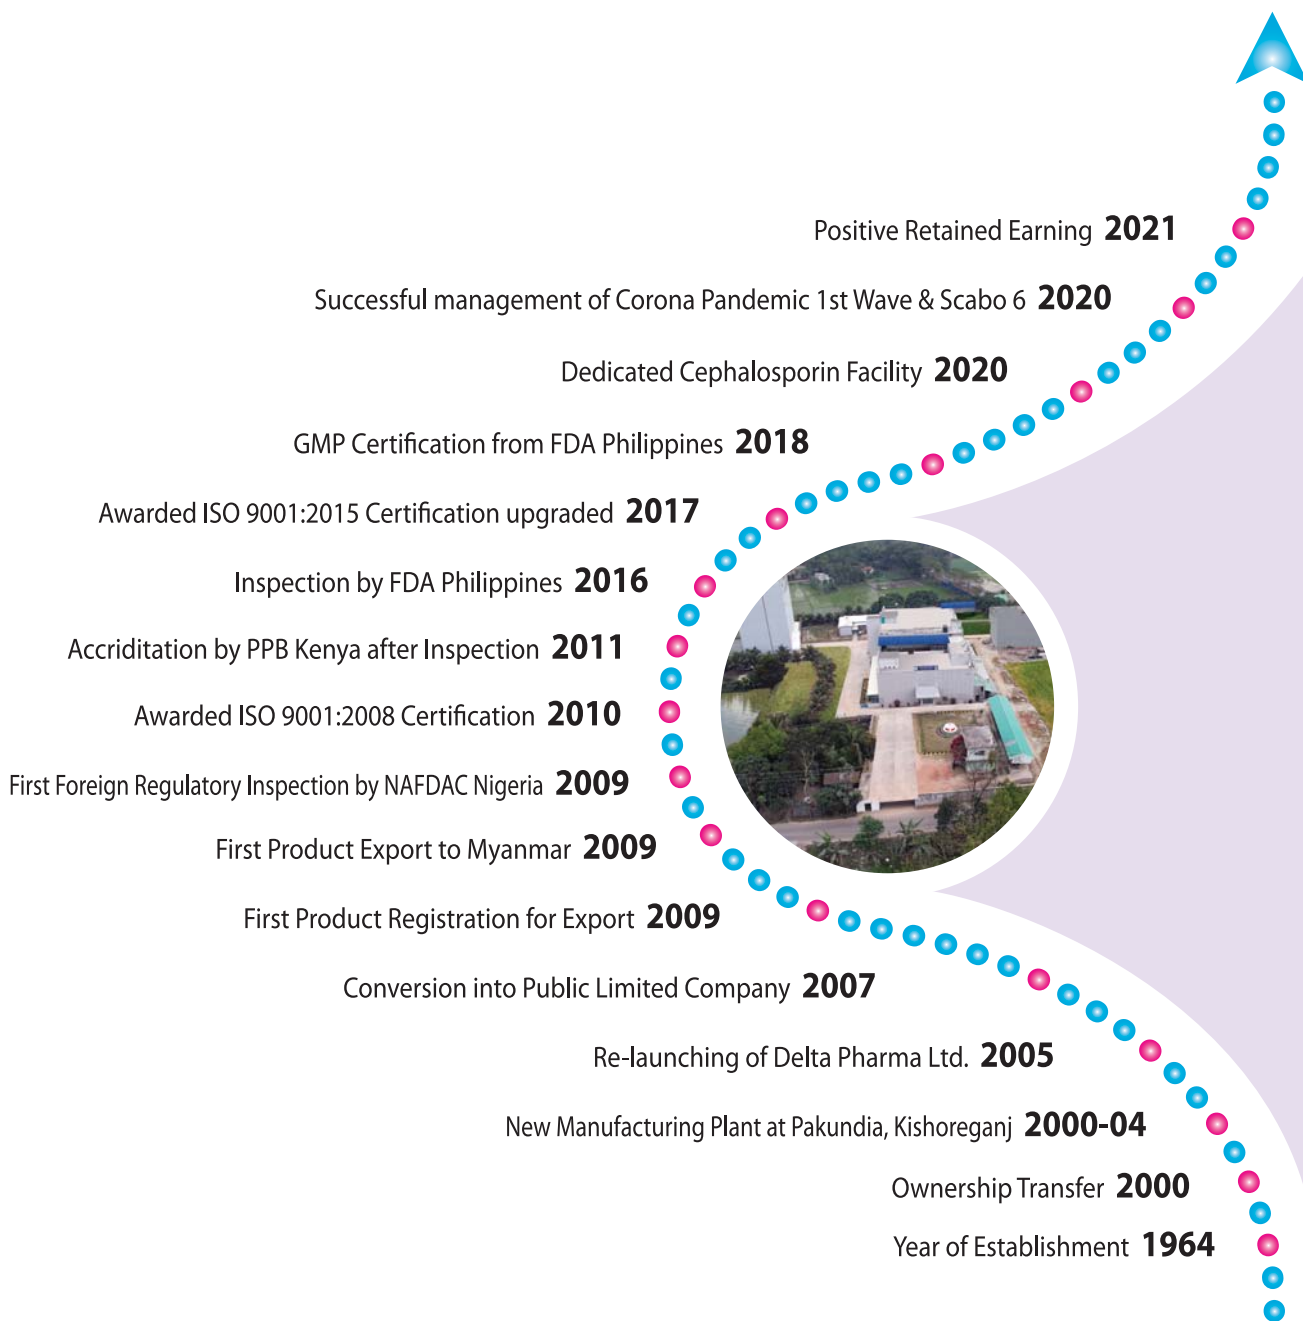 Positive Retained Earning 2021
Successful management of Corona Pandemic 1st Wave & Scabo 6 2020
Dedicated Cephalosporin Facility 2020
GMP Certification from FDA Philippines 2018
Awarded ISO 9001:2015 Certification upgraded 2017
Inspection by FDA Philippines 2016
Accriditation by PPB Kenya after Inspection 2011
Awarded ISO 9001:2008 Certification 2010
First Foreign Regulatory Inspection by NAFDAC Nigeria 2009
First Product Export to Myanmar 2009
First Product Registration for Export 2009
Conversion into Public Limited Company 2007
Re-launching of Delta Pharma Ltd. 2005
New Manufacturing Plant at Pakundia, Kishoreganj 2000-04
Ownership Transfer 2000
Year of Establishment 1964